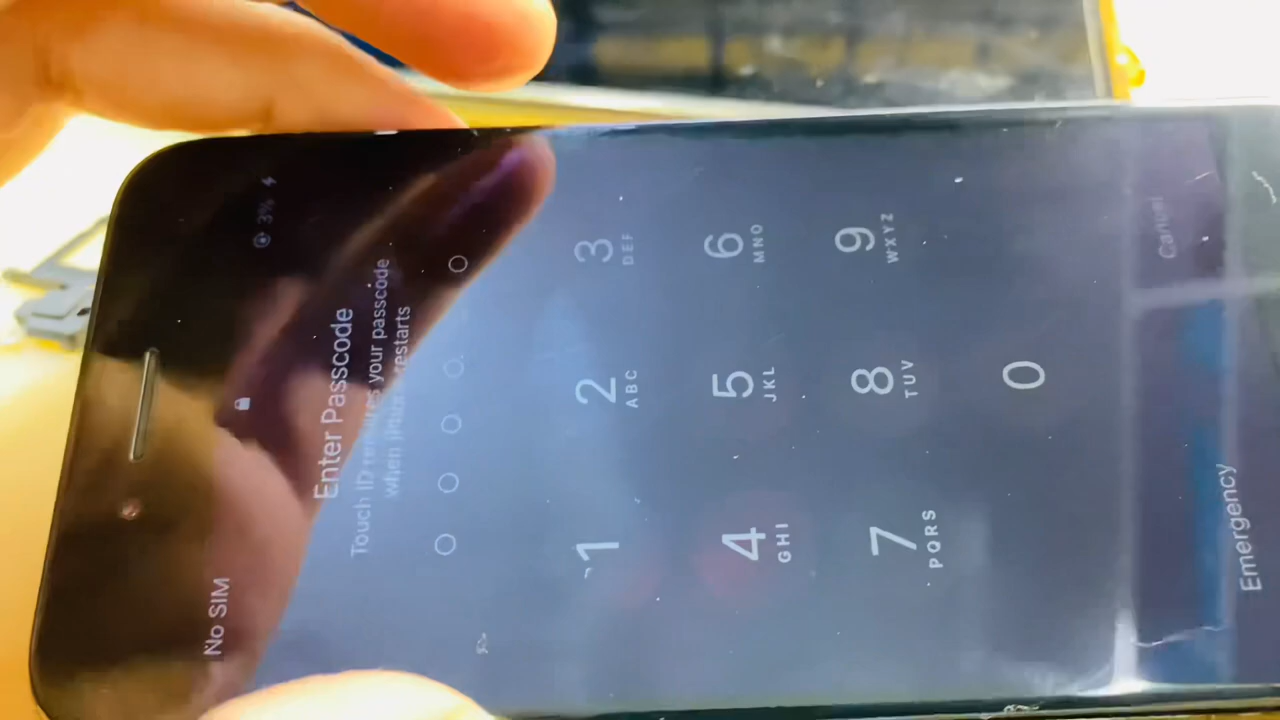 No SIM
3%
Enter Passcode
Touch ID requires your passcode
when iPhone restarts
1
2
ABC
3
DEF
4
GHI
5
JKL
6
MNO
7
PQRS
8
TUV
9
WXYZ
0
Emergency
Cancel